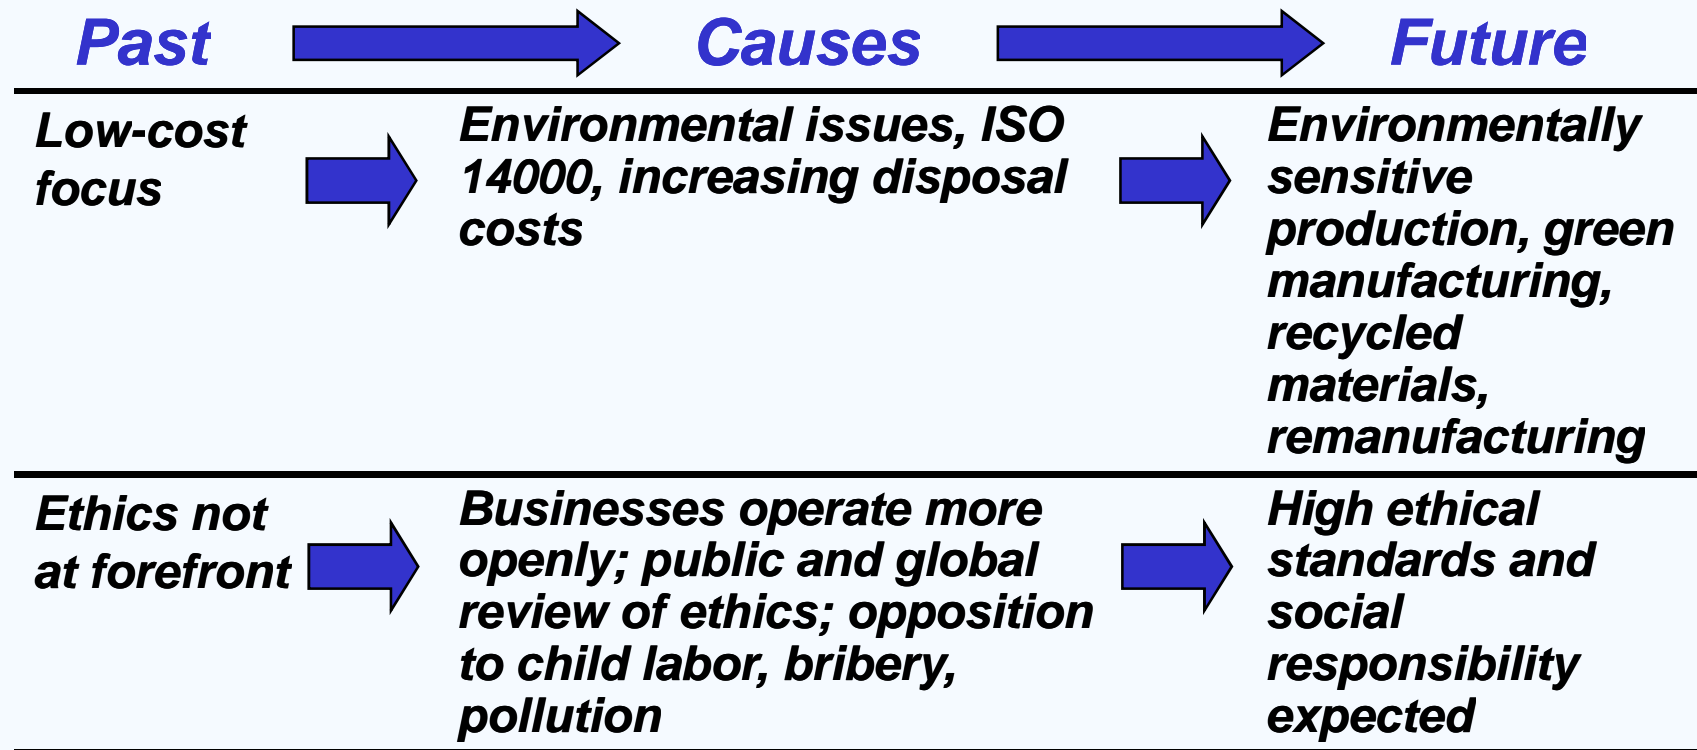 Past Causes Future
Low-cost
focus
Environmental issues, ISO
14000, increasing disposal
costs
Environmentally
sensitive
production, green
manufacturing,
recycled
materials,
remanufacturing
Ethics not
at forefront
Businesses operate more
openly; public and global
review of ethics; opposition
to child labor, bribery,
pollution
High ethical
standards and
social
responsibility
expected